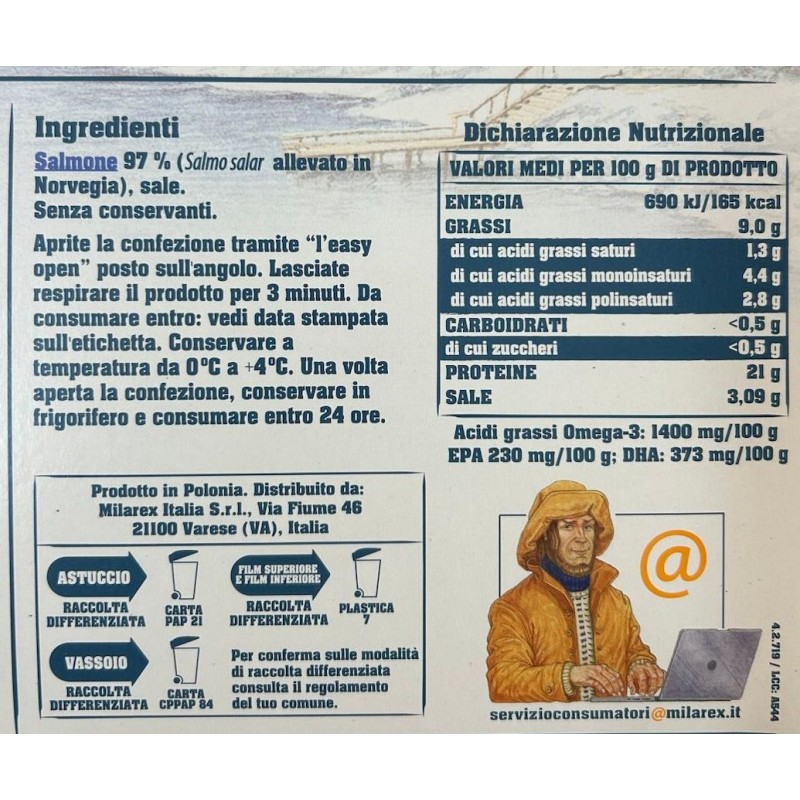 Ingredienti
Salmone 97 % (Salmo salar allevato in
Norvegia), sale.
Senza conservanti.
Aprite la confezione tramite “l'easy
open” posto sull'angolo. Lasciate
respirare il prodotto per 3 minuti. Da
consumare entro: vedi data stampata
sull'etichetta. Conservare a
temperatura da 0°C a +4°C. Una volta
aperta la confezione, conservare in
frigorifero e consumare entro 24 ore.
Dichiarazione Nutrizionale
VALORI MEDI PER 100 g DI PRODOTTO
ENERGIA 690 kJ/165 kcal
GRASSI 9,0 g
di cui acidi grassi saturi 1,3 g
di cui acidi grassi monoinsaturi 4,4 g
di cui acidi grassi polinsaturi 2,8 g
CARBOIDRATI <0,5 g
di cui zuccheri <0,5 g
PROTEINE 21 g
SALE 3,09 g
Acidi grassi Omega-3: 1400 mg/100 g
EPA 230 mg/100 g; DHA: 373 mg/100 g
Prodotto in Polonia. Distribuito da:
Milarex Italia S.r.l., Via Fiume 46
21100 Varese (VA), Italia
ASTUCCIO
RACCOLTA
DIFFERENZIATA
CARTA
PAP 21
FILM SUPERIORE
E FILM INFERIORE
RACCOLTA
DIFFERENZIATA
PLASTICA
7
VASSOIO
RACCOLTA
DIFFERENZIATA
CARTA
CPPAP 84
Per conferma sulle modalità
di raccolta differenziata
consulta il regolamento
del tuo comune.
@
servizioconsumatori@milarex.it
4.2.719 / LCC: A544